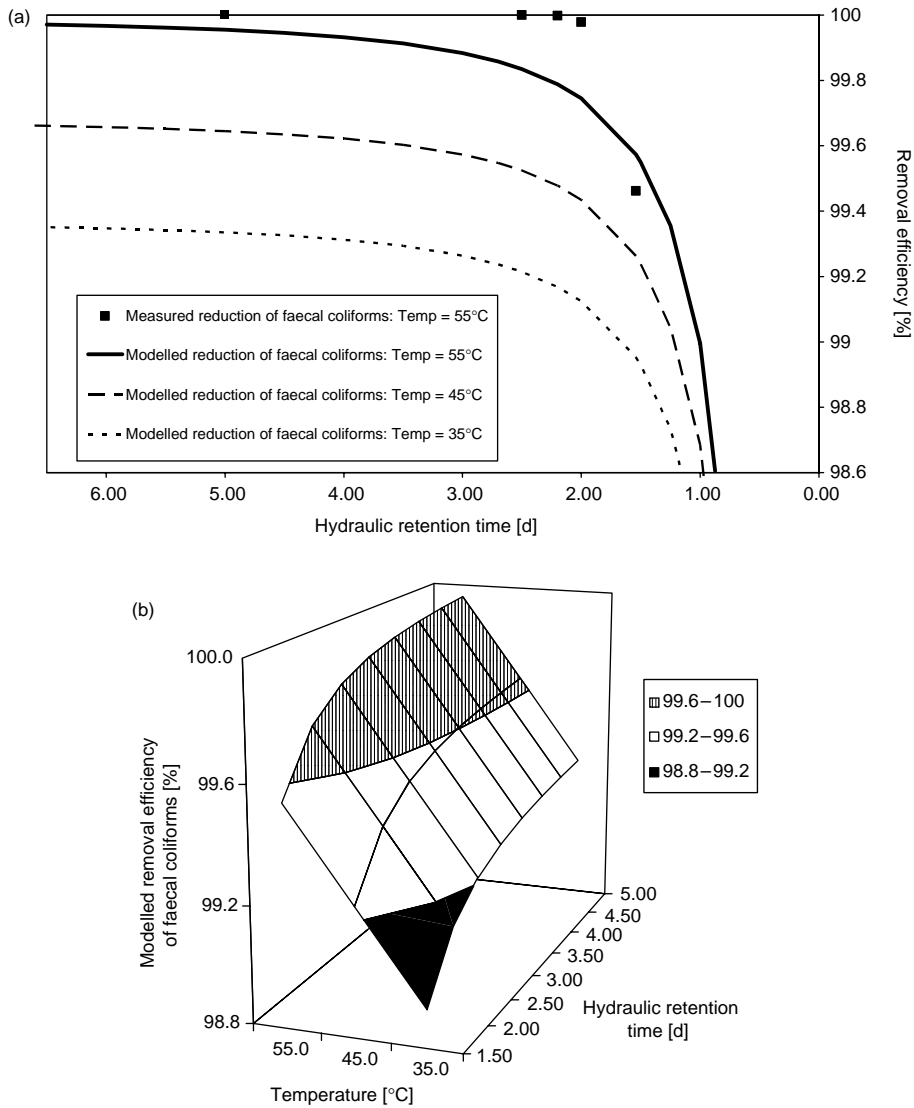 (a)
100
99.8
99.6
99.4
99.2
99
98.8
98.6
Removal efficiency
[%]
Measured reduction of faecal coliforms: Temp = 55°C
Modelled reduction of faecal coliforms: Temp = 55°C
Modelled reduction of faecal coliforms: Temp = 45°C
Modelled reduction of faecal coliforms: Temp = 35°C
6.00 5.00 4.00 3.00 2.00 1.00 0.00
Hydraulic retention time [d]
(b)
100.0
99.6
99.2
98.8
Modelled removal efficiency
of faecal coliforms [%]
99.6–100
99.2–99.6
98.8–99.2
5.00
4.50
4.00
3.50
3.00
2.50
2.00
1.50
Hydraulic retention
time [d]
55.0
45.0
35.0
Temperature [°C]